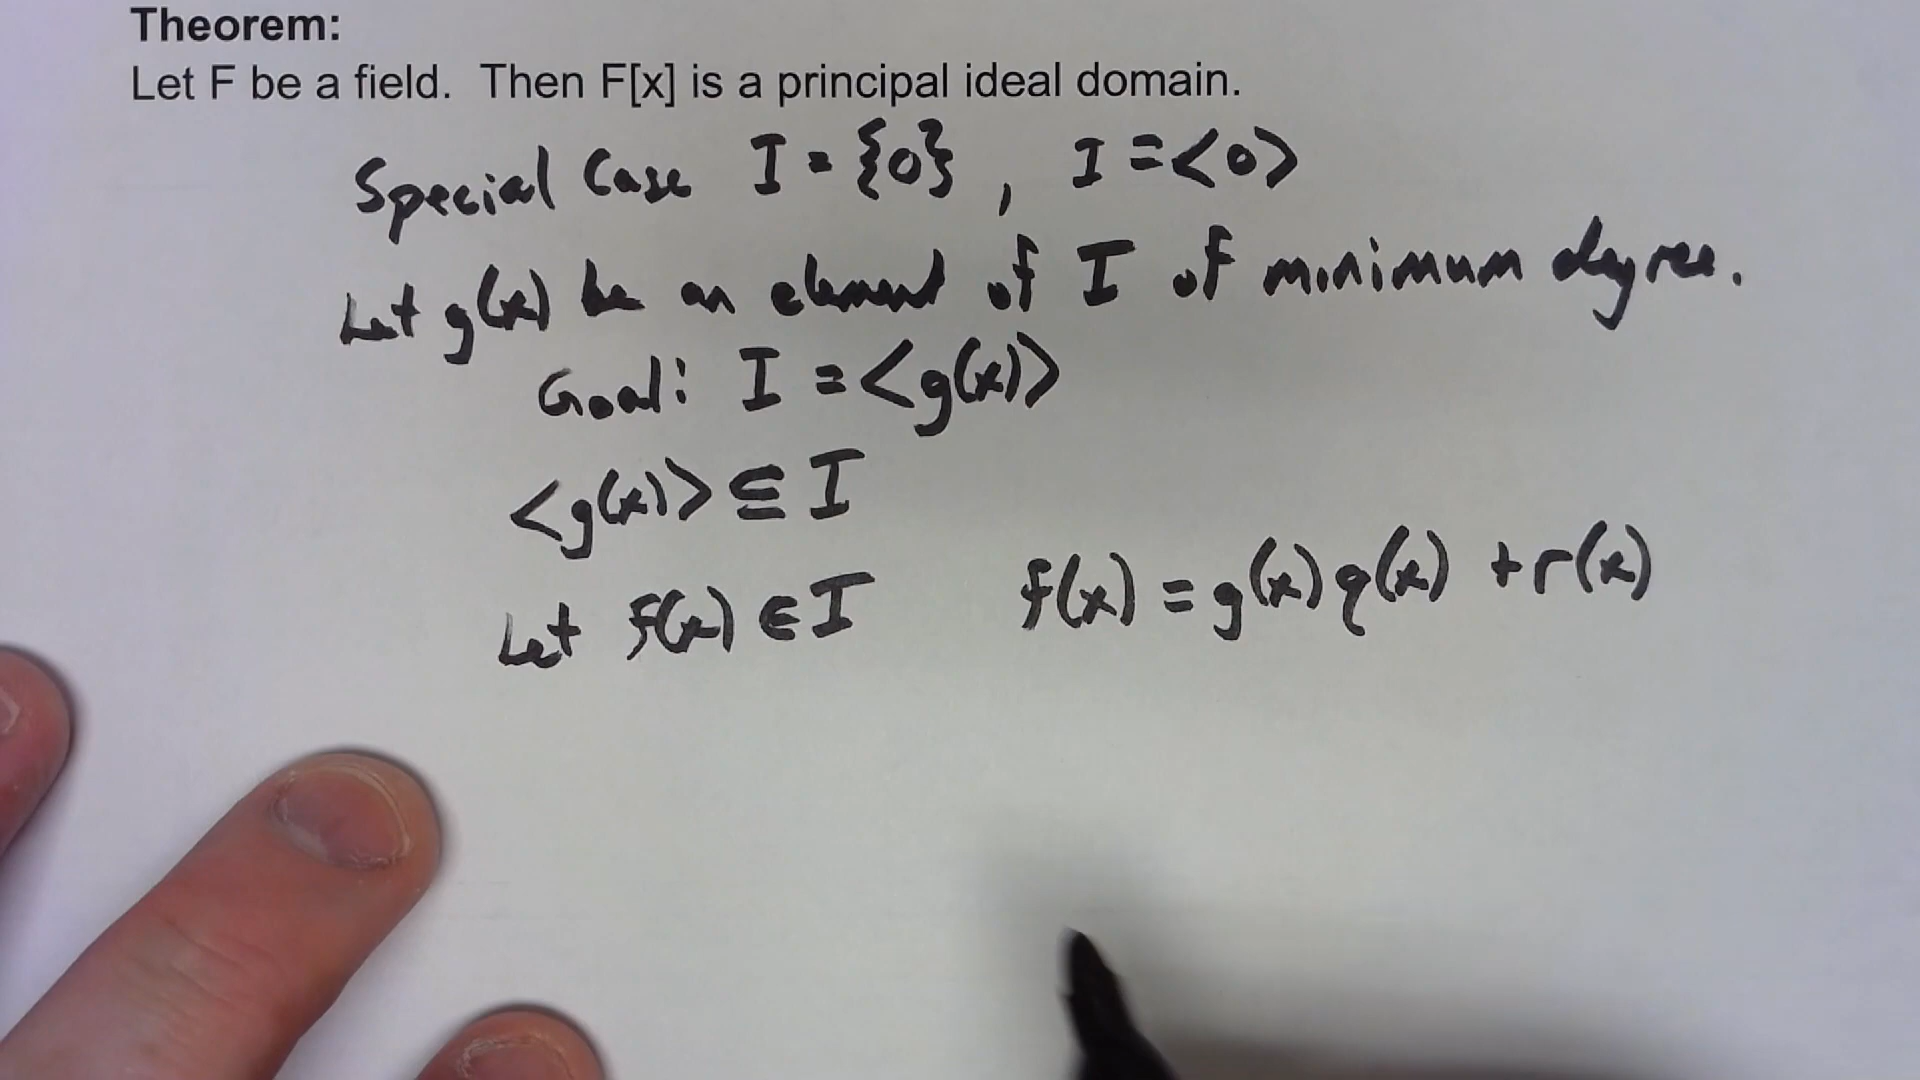 Theorem:
Let F be a field. Then F[x] is a principal ideal domain.
Special Case I = {0} , I = <0>
Let g(x) be an element of I of minimum degree.
Goal: I = <g(x)>
<g(x)> ⊆ I
Let f(x) ∈ I f(x) = g(x)q(x) + r(x)